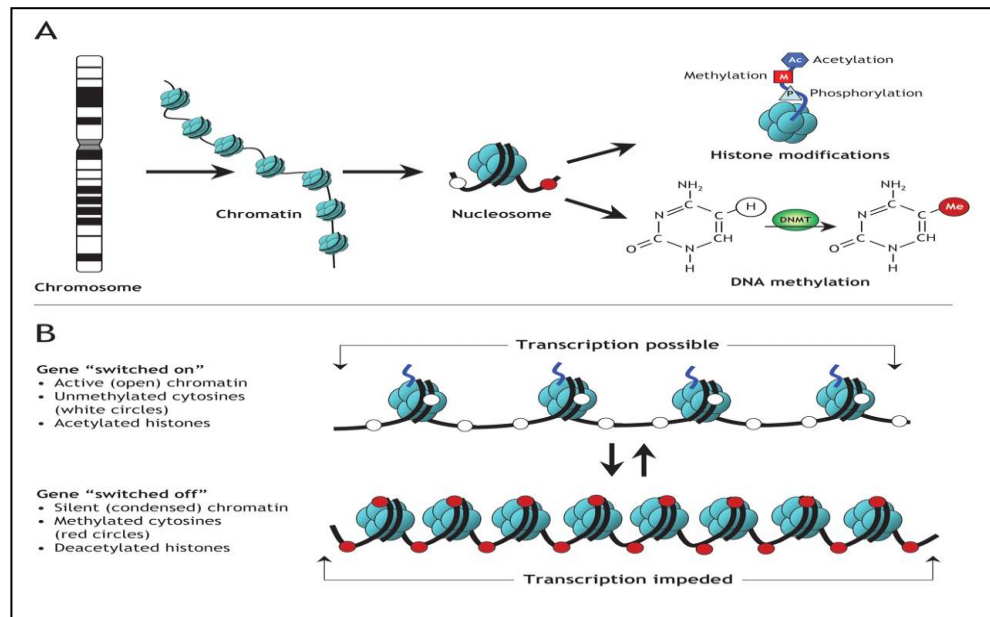 A
Ac
Acetylation
Methylation
M
P
Phosphorylation
Histone modifications
Chromatin
Nucleosome
Chromosome
NH₂
H
N
C
C
DNMT
CH
O
C
N
H
NH₂
Me
N
C
C
CH
O
C
N
H
DNA methylation
B
Transcription possible
Gene "switched on"
• Active (open) chromatin
• Unmethylated cytosines
(white circles)
• Acetylated histones
Gene "switched off"
• Silent (condensed) chromatin
• Methylated cytosines
(red circles)
• Deacetylated histones
Transcription impeded